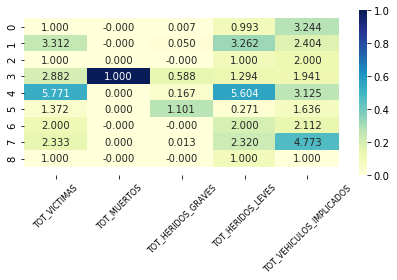 0 1.000 -0.000 0.007 0.993 3.244
1 3.312 -0.000 0.050 3.262 2.404
2 1.000 0.000 -0.000 1.000 2.000
3 2.882 1.000 0.588 1.294 1.941
4 5.771 0.000 0.167 5.604 3.125
5 1.372 0.000 1.101 0.271 1.636
6 2.000 -0.000 -0.000 2.000 2.112
7 2.333 0.000 0.013 2.320 4.773
8 1.000 -0.000 -0.000 1.000 1.000
TOT_VICTIMAS
TOT_MUERTOS
TOT_HERIDOS_GRAVES
TOT_HERIDOS_LEVES
TOT_VEHICULOS_IMPLICADOS
1.0
0.8
0.6
0.4
0.2
0.0